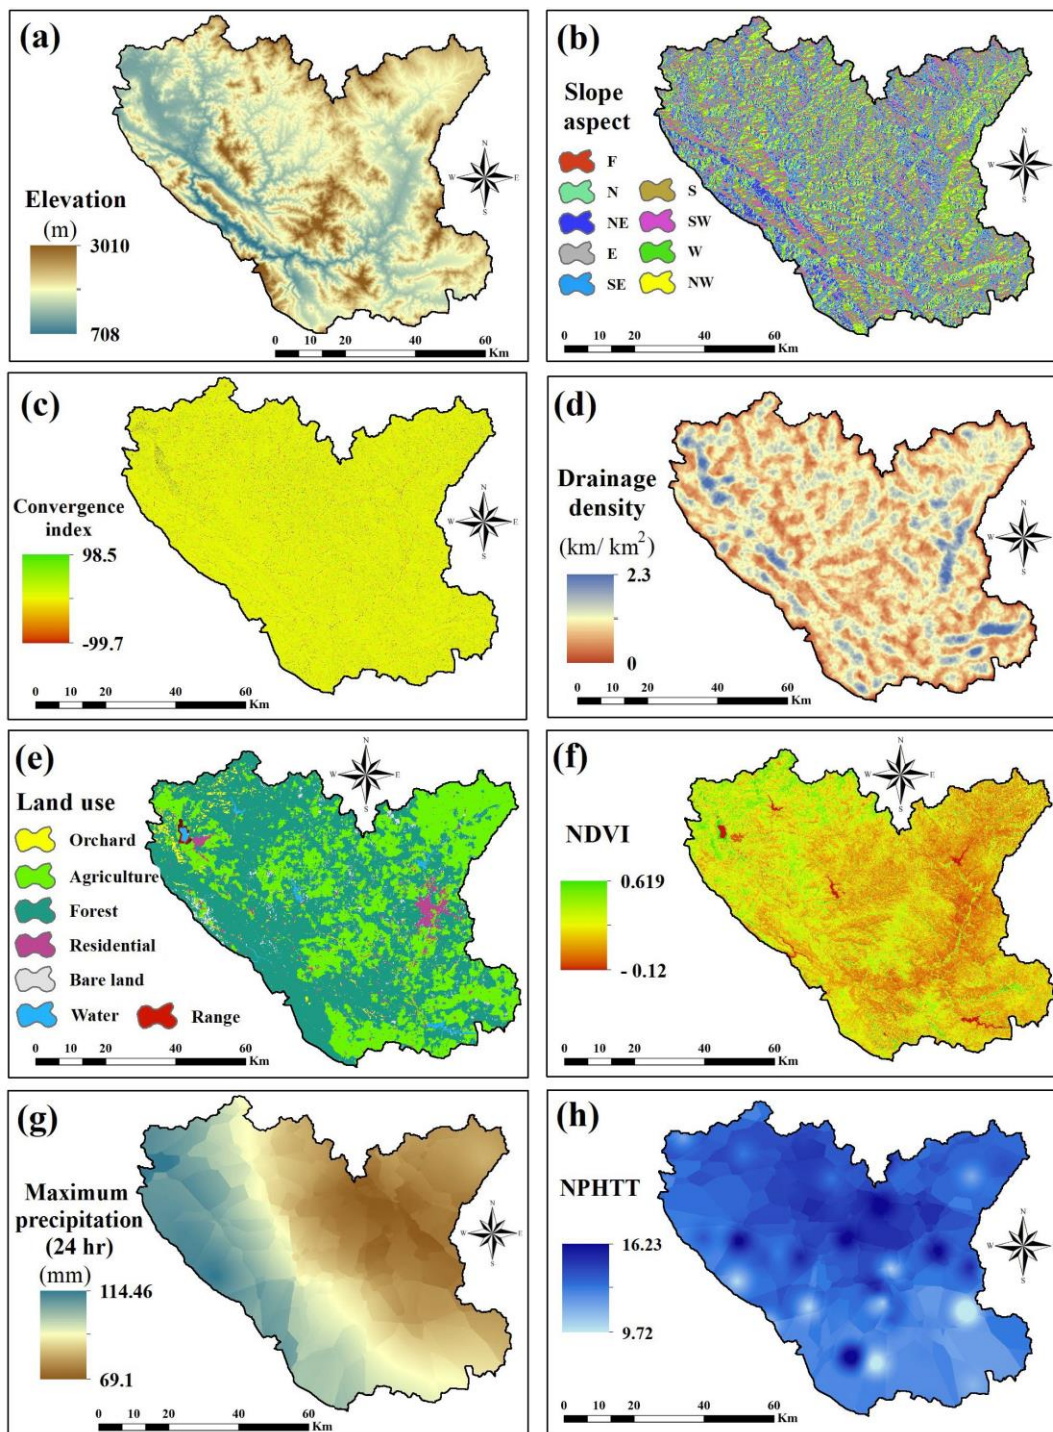 (a)
N
W E
S
Elevation
(m)
3010
708
0 10 20 40 60
Km
(b)
Slope
aspect
F
N S
NE SW
E W
SE NW
N
W E
S
0 10 20 40 60
Km
(c)
Convergence
index
98.5
-99.7
N
W E
S
0 10 20 40 60
Km
(d)
Drainage
density
(km/ km²)
2.3
0
N
W E
S
0 10 20 40 60
Km
(e)
N
W E
S
Land use
Orchard
Agriculture
Forest
Residential
Bare land
Water Range
0 10 20 40 60
Km
(f)
N
W E
S
NDVI
0.619
- 0.12
0 10 20 40 60
Km
(g)
Maximum
precipitation
(24 hr)
(mm)
114.46
69.1
N
W E
S
0 10 20 40 60
Km
(h)
NPHTT
16.23
9.72
N
W E
S
0 10 20 40 60
Km